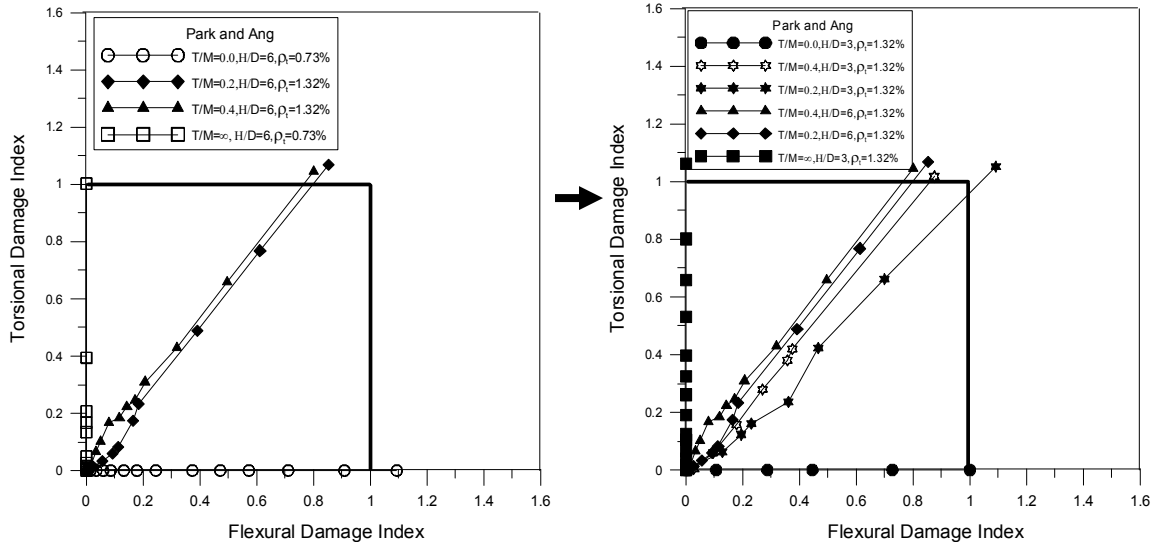 Park and Ang
T/M=0.0,H/D=6,ρt=0.73%
T/M=0.2,H/D=6,ρt=1.32%
T/M=0.4,H/D=6,ρt=1.32%
T/M=∞, H/D=6,ρt=0.73%
1.6
1.4
1.2
1
0.8
0.6
0.4
0.2
0
Torsional Damage Index
0 0.2 0.4 0.6 0.8 1 1.2 1.4 1.6
Flexural Damage Index
Park and Ang
T/M=0.0,H/D=3,ρt=1.32%
T/M=0.4,H/D=3,ρt=1.32%
T/M=0.2,H/D=3,ρt=1.32%
T/M=0.4,H/D=6,ρt=1.32%
T/M=0.2,H/D=6,ρt=1.32%
T/M=∞,H/D=3,ρt=1.32%
1.6
1.4
1.2
1
0.8
0.6
0.4
0.2
0
Torsional Damage Index
0 0.2 0.4 0.6 0.8 1 1.2 1.4 1.6
Flexural Damage Index